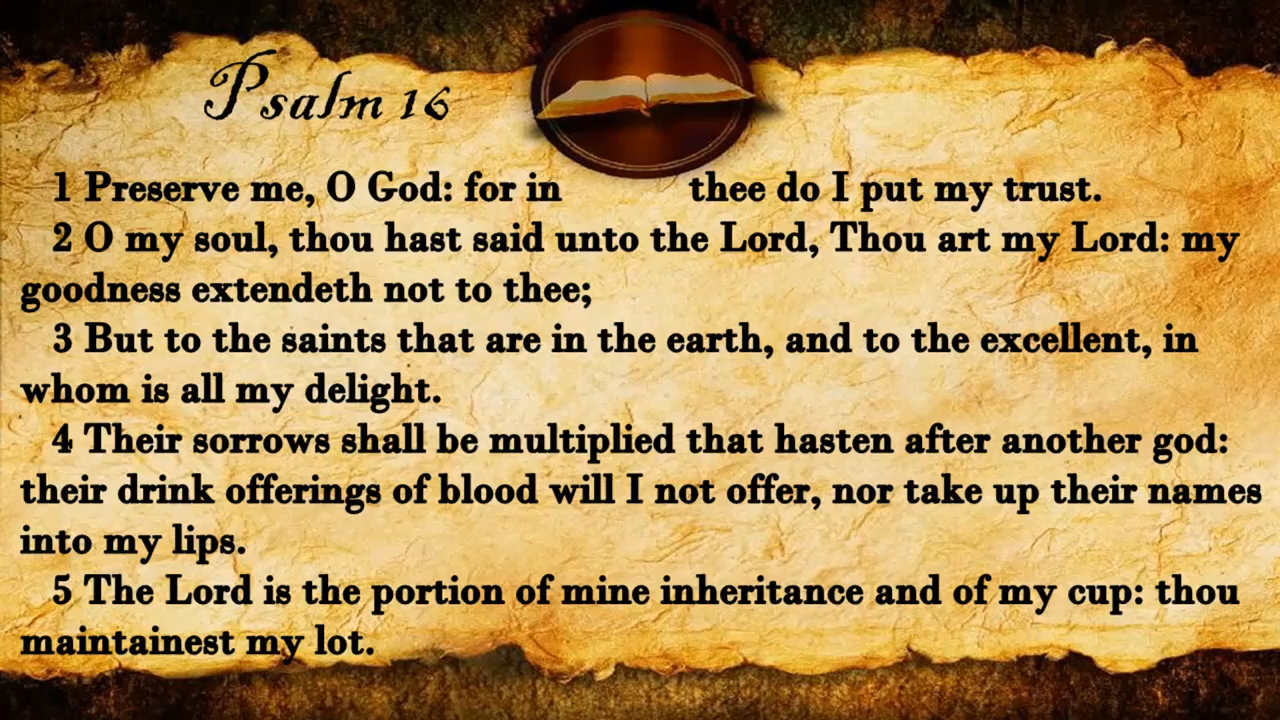 Psalm 16
1 Preserve me, O God: for in thee do I put my trust.
2 O my soul, thou hast said unto the Lord, Thou art my Lord: my
goodness extendeth not to thee;
3 But to the saints that are in the earth, and to the excellent, in
whom is all my delight.
4 Their sorrows shall be multiplied that hasten after another god:
their drink offerings of blood will I not offer, nor take up their names
into my lips.
5 The Lord is the portion of mine inheritance and of my cup: thou
maintainest my lot.